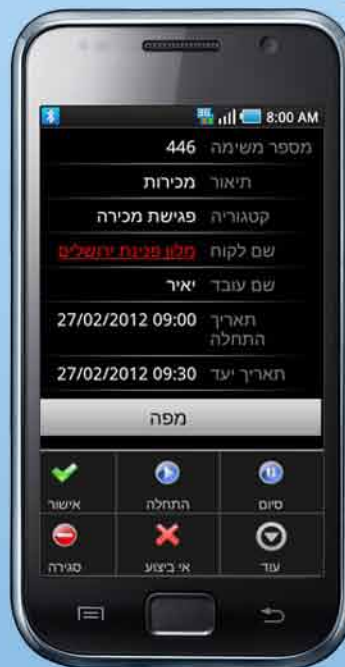 3G 8:00 AM
מספר משימה 446
תיאור מכירות
קטגוריה פגישת מכירה
שם לקוח מלון פנינת ירושלים
שם עובד יאיר
תאריך 27/02/2012 09:00
התחלה
תאריך יעד 27/02/2012 09:30
מפה
סיום התחלה אישור
עוד אי ביצוע סגירה